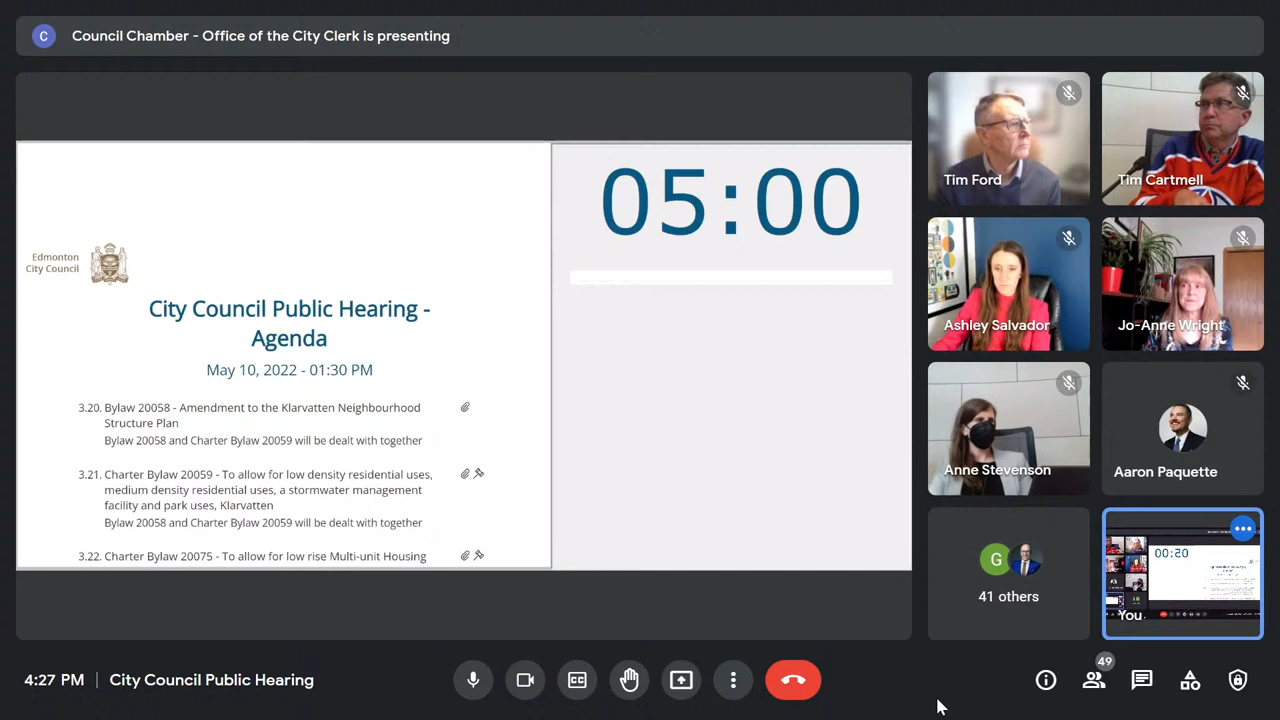 C Council Chamber - Office of the City Clerk is presenting
Edmonton
City Council
City Council Public Hearing -
Agenda
May 10, 2022 - 01:30 PM
3.20. Bylaw 20058 - Amendment to the Klarvatten Neighbourhood
Structure Plan
Bylaw 20058 and Charter Bylaw 20059 will be dealt with together
3.21. Charter Bylaw 20059 - To allow for low density residential uses,
medium density residential uses, a stormwater management
facility and park uses, Klarvatten
Bylaw 20058 and Charter Bylaw 20059 will be dealt with together
3.22. Charter Bylaw 20075 - To allow for low rise Multi-unit Housing
05:00
Tim Ford
Tim Cartmell
Ashley Salvador
Jo-Anne Wright
Anne Stevenson
Aaron Paquette
G
41 others
You
4:27 PM | City Council Public Hearing
CC
49